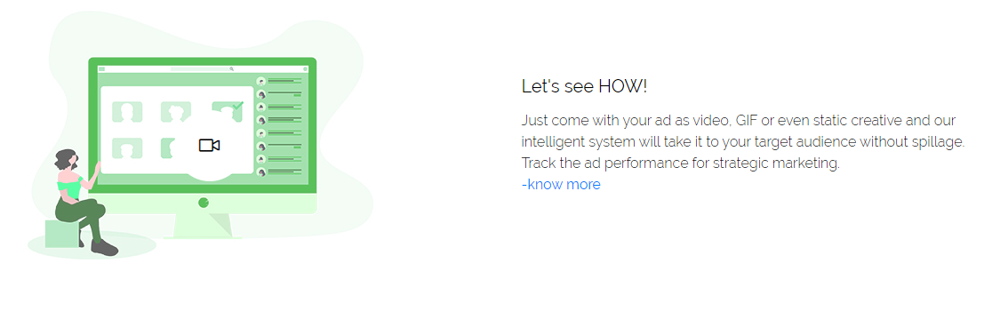 Let's see HOW!
Just come with your ad as video, GIF or even static creative and our
intelligent system will take it to your target audience without spillage.
Track the ad performance for strategic marketing.
-know more